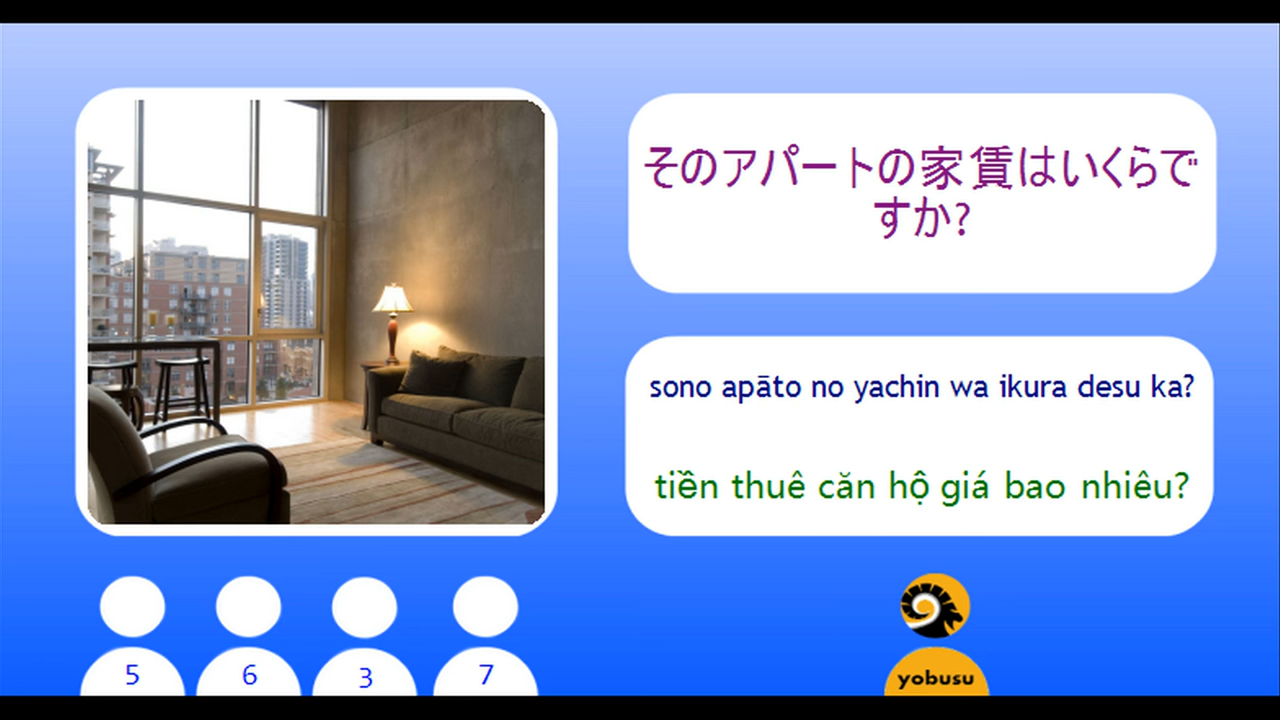 そのアパートの家賃はいくらで
すか?
sono apāto no yachin wa ikura desu ka?
tiền thuê căn hộ giá bao nhiêu?
5 6 3 7
yobusu